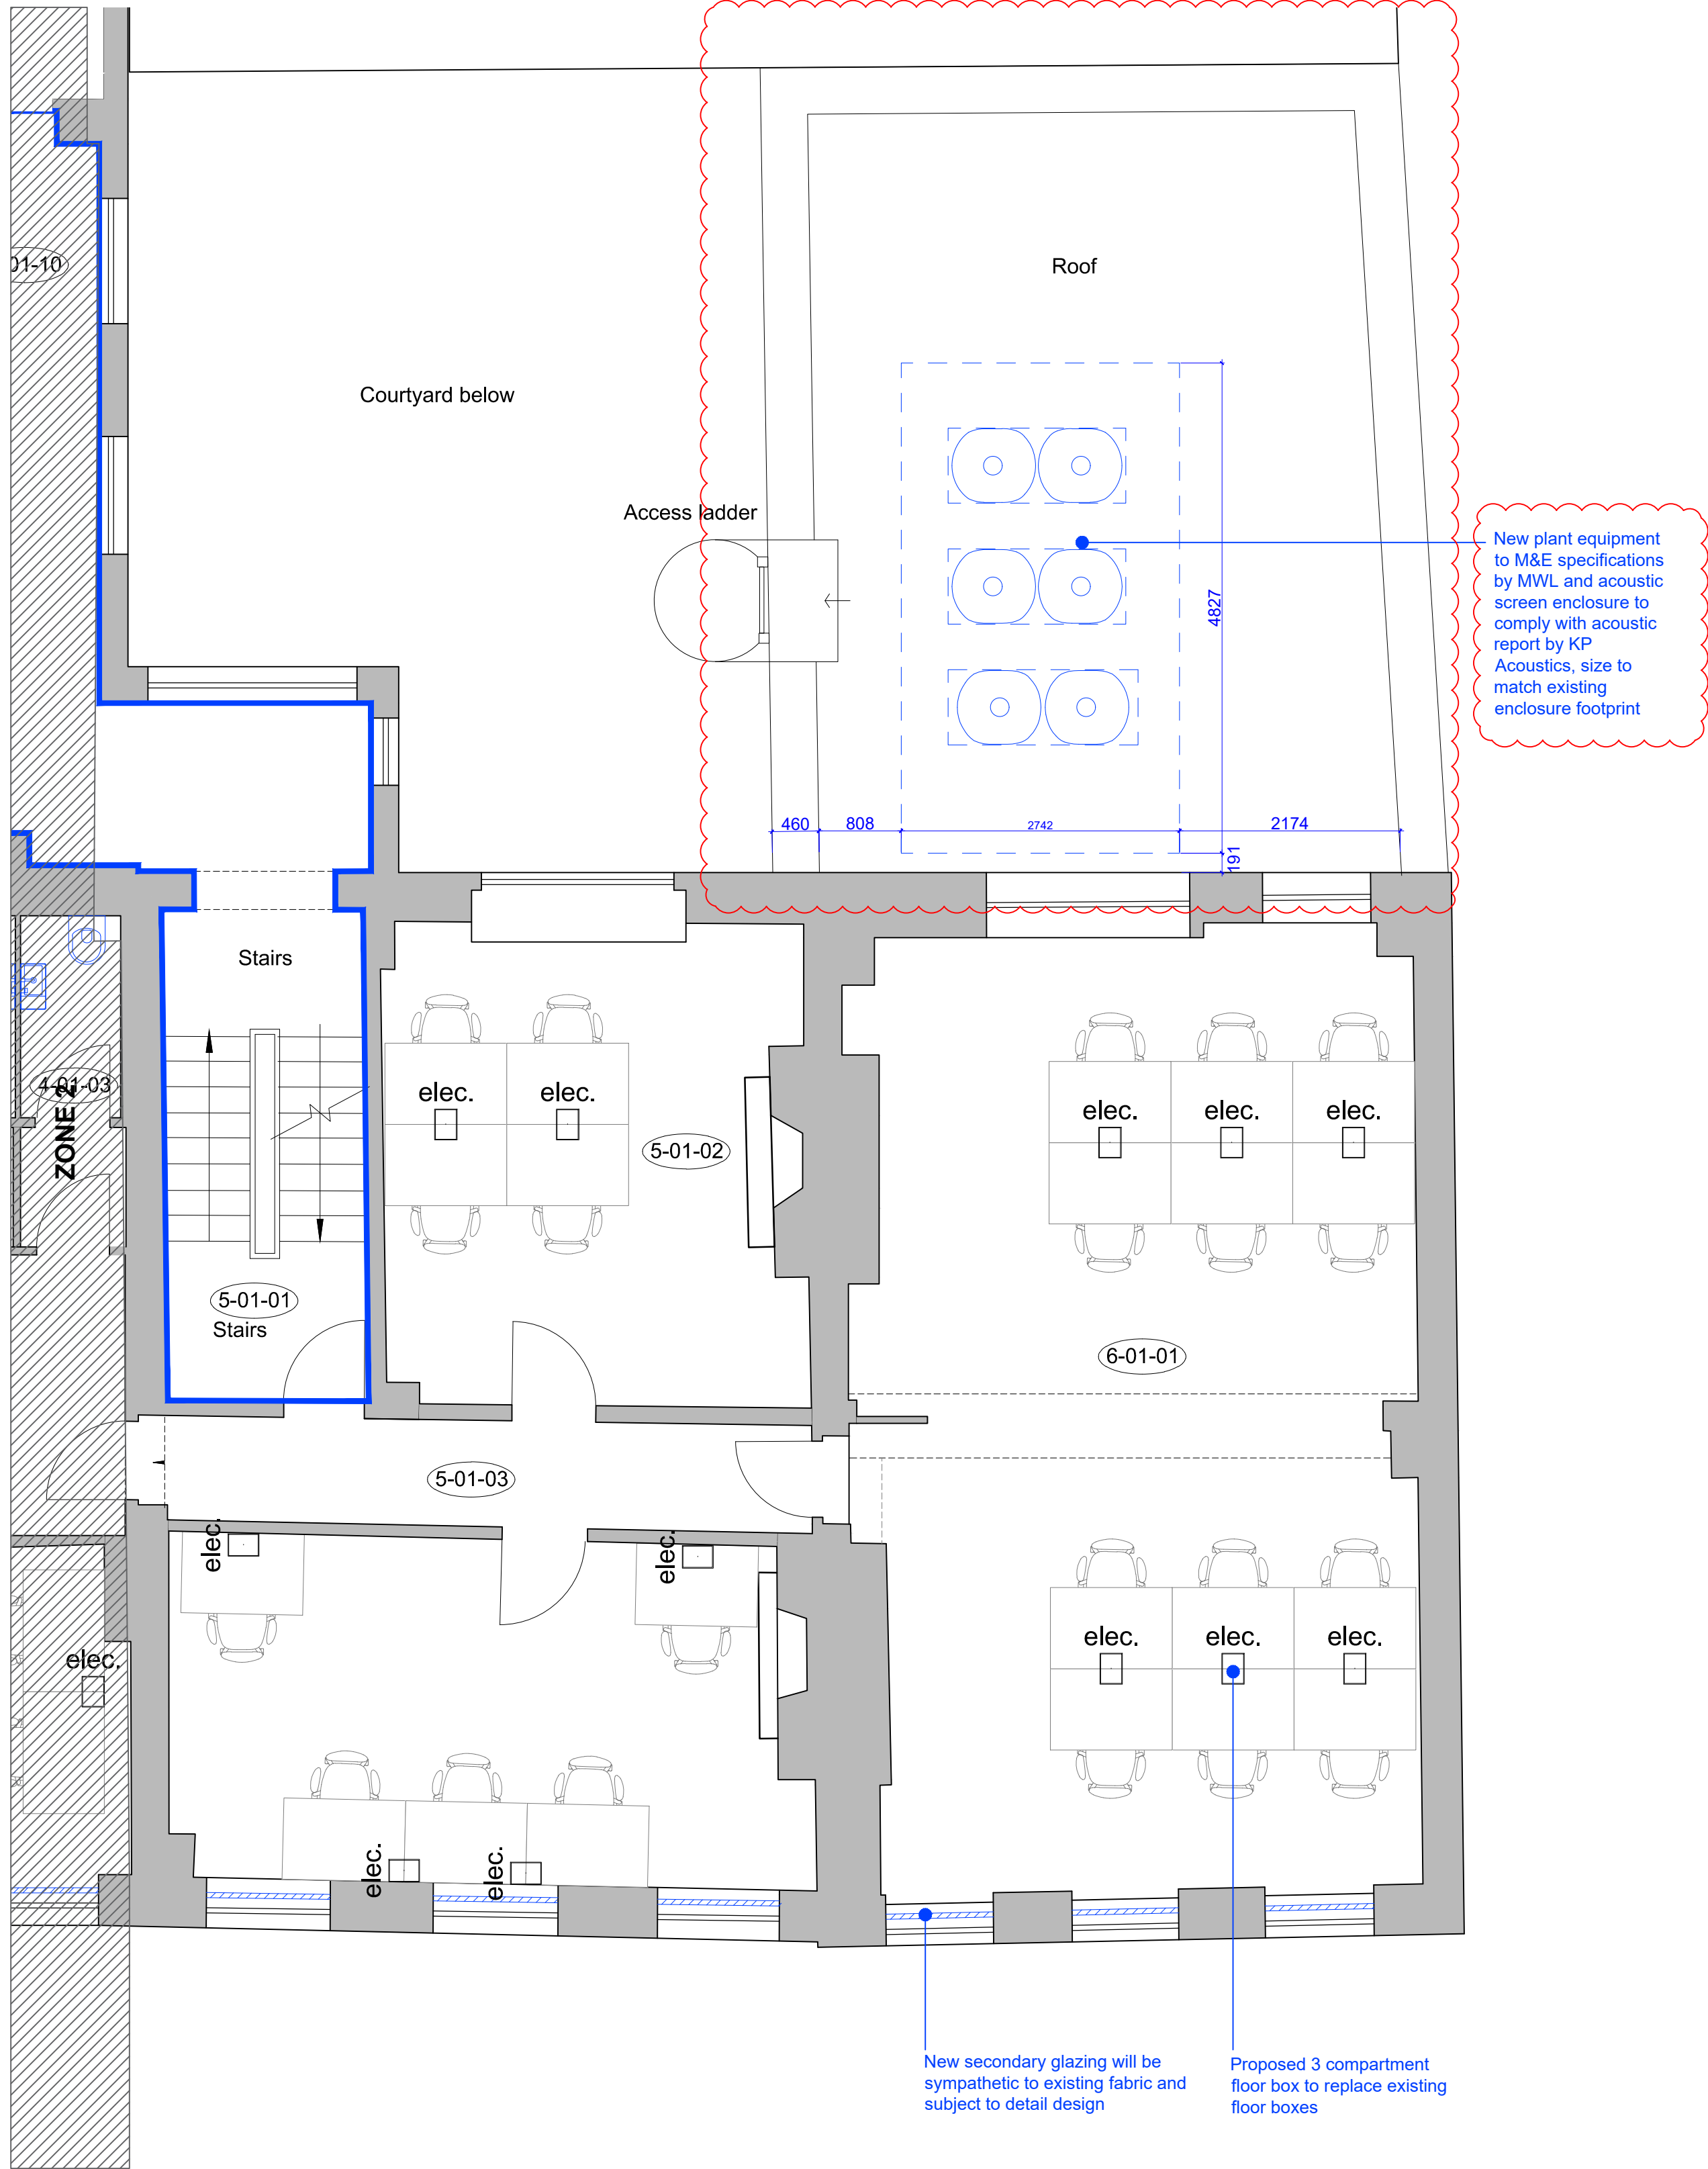 01-10
Roof
Courtyard below
Access ladder
New plant equipment
to M&E specifications
by MWL and acoustic
screen enclosure to
comply with acoustic
report by KP
Acoustics, size to
match existing
enclosure footprint
4827
460
808
2742
2174
191
Stairs
4-01-03
ZONE 2
elec.
elec.
elec.
elec.
elec.
5-01-02
5-01-01
Stairs
6-01-01
5-01-03
elec.
elec.
elec.
elec.
elec.
elec.
elec.
elec.
New secondary glazing will be
sympathetic to existing fabric and
subject to detail design
Proposed 3 compartment
floor box to replace existing
floor boxes